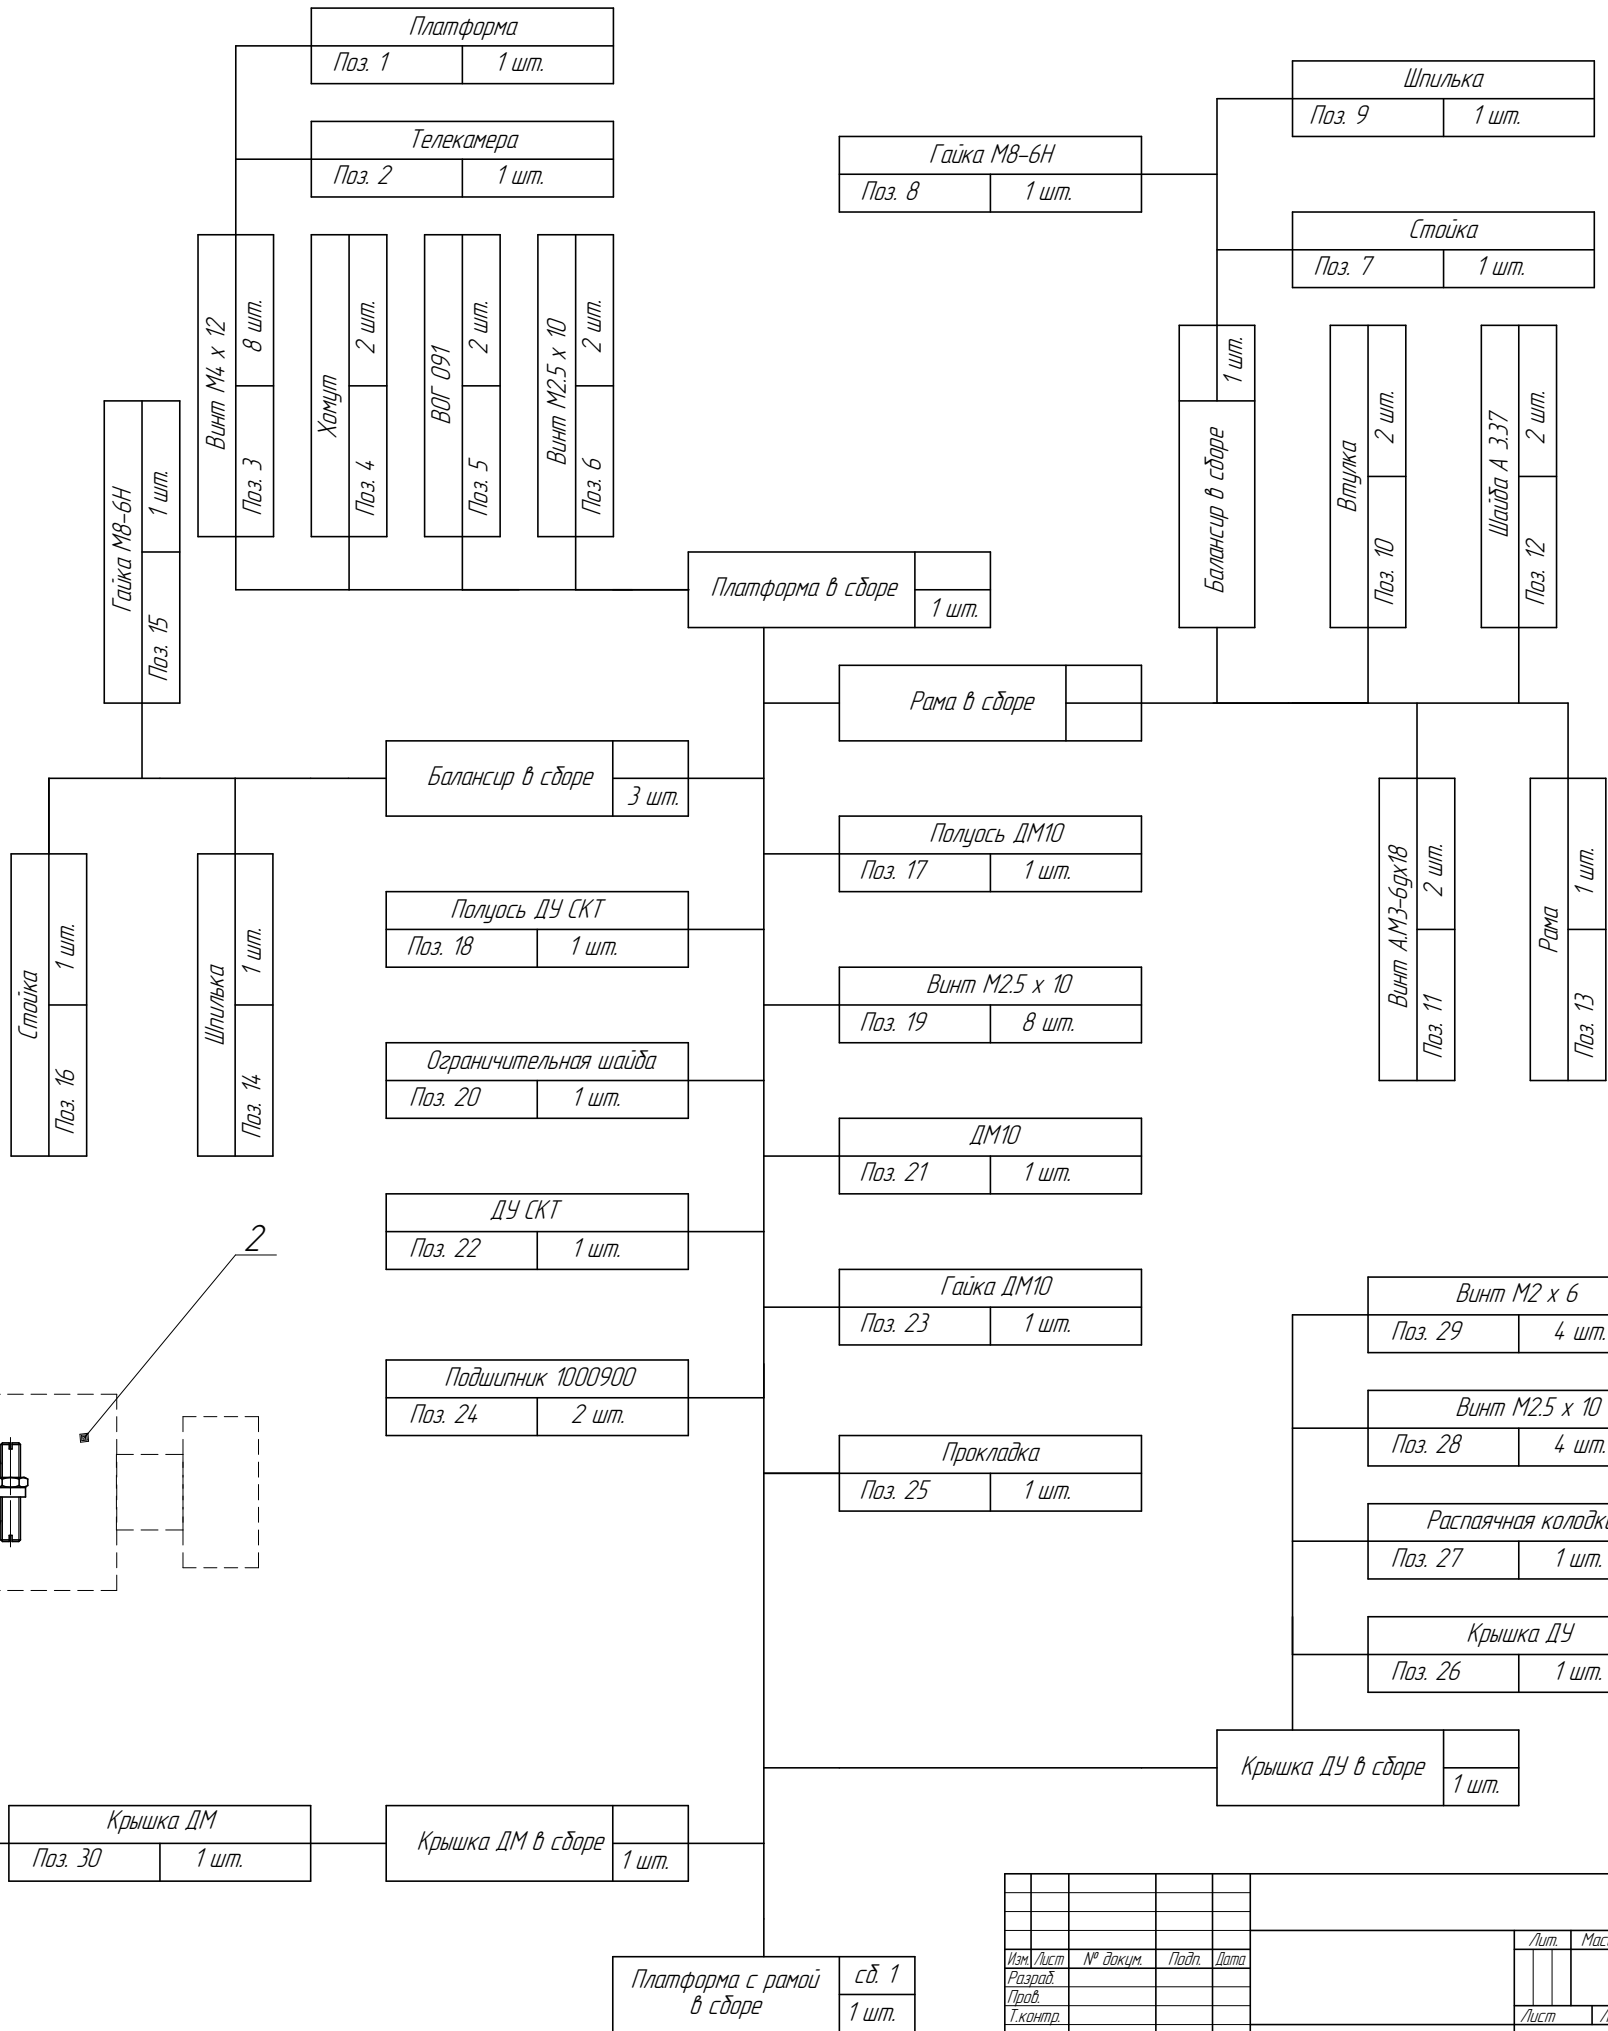 Платформа
Поз. 1 1 шт.
Телекамера
Поз. 2 1 шт.
Винт М4 х 12
Поз. 3 8 шт.
Хомут
Поз. 4 2 шт.
ВОГ 091
Поз. 5 2 шт.
Винт М2.5 х 10
Поз. 6 2 шт.
Шпилька
Поз. 9 1 шт.
Гайка М8-6Н
Поз. 8 1 шт.
Стойка
Поз. 7 1 шт.
Балансир в сборе
1 шт.
Втулка
Поз. 10 2 шт.
Шайба А 3.37
Поз. 12 2 шт.
Гайка М8-6Н
Поз. 15 1 шт.
Платформа в сборе
1 шт.
Рама в сборе
Балансир в сборе
3 шт.
Стойка
Поз. 16 1 шт.
Шпилька
Поз. 14 1 шт.
Винт А.М3-6gх18
Поз. 11 2 шт.
Рама
Поз. 13 1 шт.
Полуось ДМ10
Поз. 17 1 шт.
Полуось ДУ СКТ
Поз. 18 1 шт.
Винт М2.5 х 10
Поз. 19 8 шт.
Ограничительная шайба
Поз. 20 1 шт.
ДМ10
Поз. 21 1 шт.
ДУ СКТ
Поз. 22 1 шт.
2
Гайка ДМ10
Поз. 23 1 шт.
Подшипник 1000900
Поз. 24 2 шт.
Прокладка
Поз. 25 1 шт.
Винт М2 х 6
Поз. 29 4 шт.
Винт М2.5 х 10
Поз. 28 4 шт.
Распаячная колодк
Поз. 27 1 шт.
Крышка ДУ
Поз. 26 1 шт.
Крышка ДУ в сборе
1 шт.
Крышка ДМ
Поз. 30 1 шт.
Крышка ДМ в сборе
1 шт.
Платформа с рамой
в сборе
сб. 1
1 шт.
Изм. Лист № докум. Подп. Дата
Разраб.
Пров.
Т.контр.
Лит. Мас
Лист